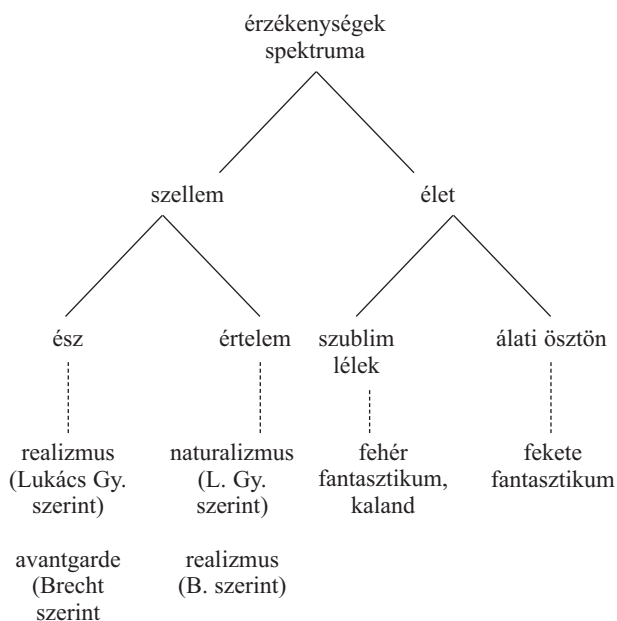 érzékenységek
spektruma
szellem
élet
ész
értelem
szublim
lélek
álati ösztön
realizmus
(Lukács Gy.
szerint)
naturalizmus
(L. Gy.
szerint)
fehér
fantasztikum,
kaland
fekete
fantasztikum
avantgarde
(Brecht
szerint
realizmus
(B. szerint)